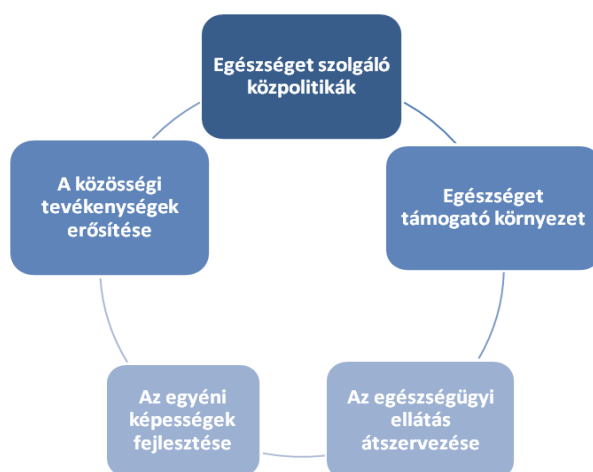 Egészséget szolgáló
közpolitikák
A közösségi
tevékenységek
erősítése
Egészséget
támogató környezet
Az egyéni
képességek
fejlesztése
Az egészségügyi
ellátás
átszervezése